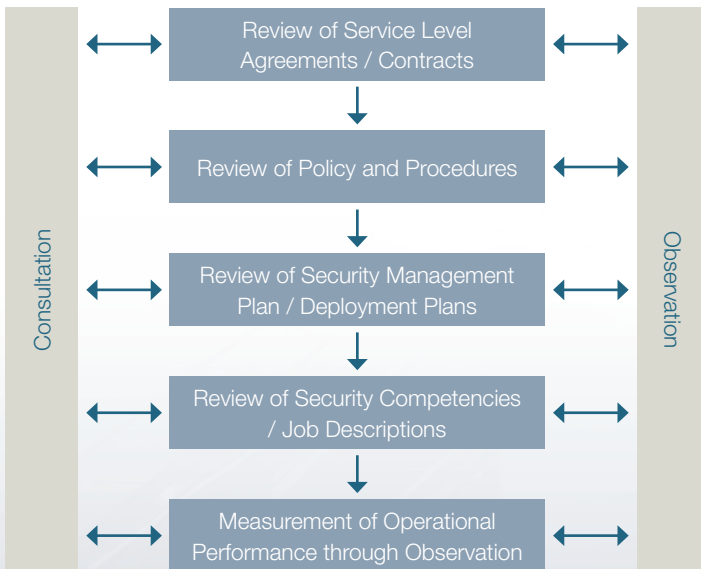 Review of Service Level
Agreements / Contracts
Review of Policy and Procedures
Consultation
Review of Security Management
Plan / Deployment Plans
Observation
Review of Security Competencies
/ Job Descriptions
Measurement of Operational
Performance through Observation